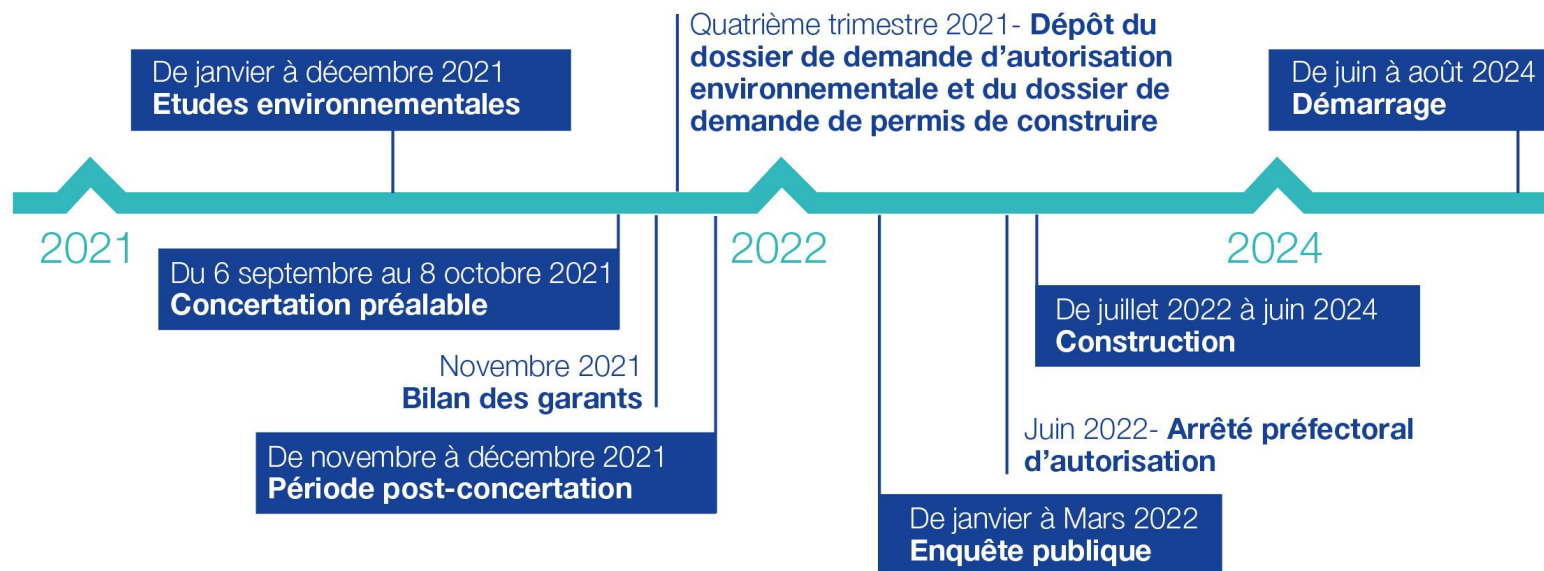 De janvier à décembre 2021
Etudes environnementales
Quatrième trimestre 2021- Dépôt du
dossier de demande d’autorisation
environnementale et du dossier de
demande de permis de construire
De juin à août 2024
Démarrage
2021
2022
2024
Du 6 septembre au 8 octobre 2021
Concertation préalable
Novembre 2021
Bilan des garants
De novembre à décembre 2021
Période post-concertation
De juillet 2022 à juin 2024
Construction
Juin 2022- Arrêté préfectoral
d’autorisation
De janvier à Mars 2022
Enquête publique